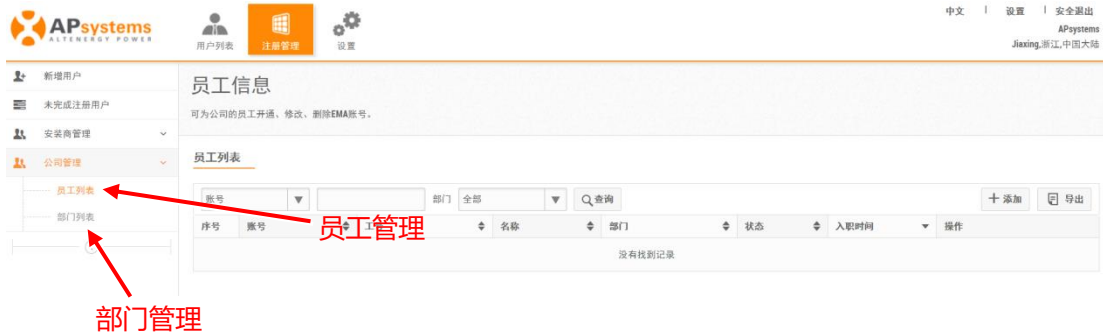 中文 | 设置 | 安全退出
APsystems
ALTENERGY POWER
用户列表
注册管理
设置
APsystems
Jiaxing,浙江,中国大陆
新增用户
未完成注册用户
安装商管理
公司管理
员工列表
部门列表
员工信息
可为公司的员工开通、修改、删除EMA账号。
员工列表
账号 部门 全部 查询 添加 导出
序号 账号 名称 部门 状态 入职时间 操作
没有找到记录
员工管理
部门管理